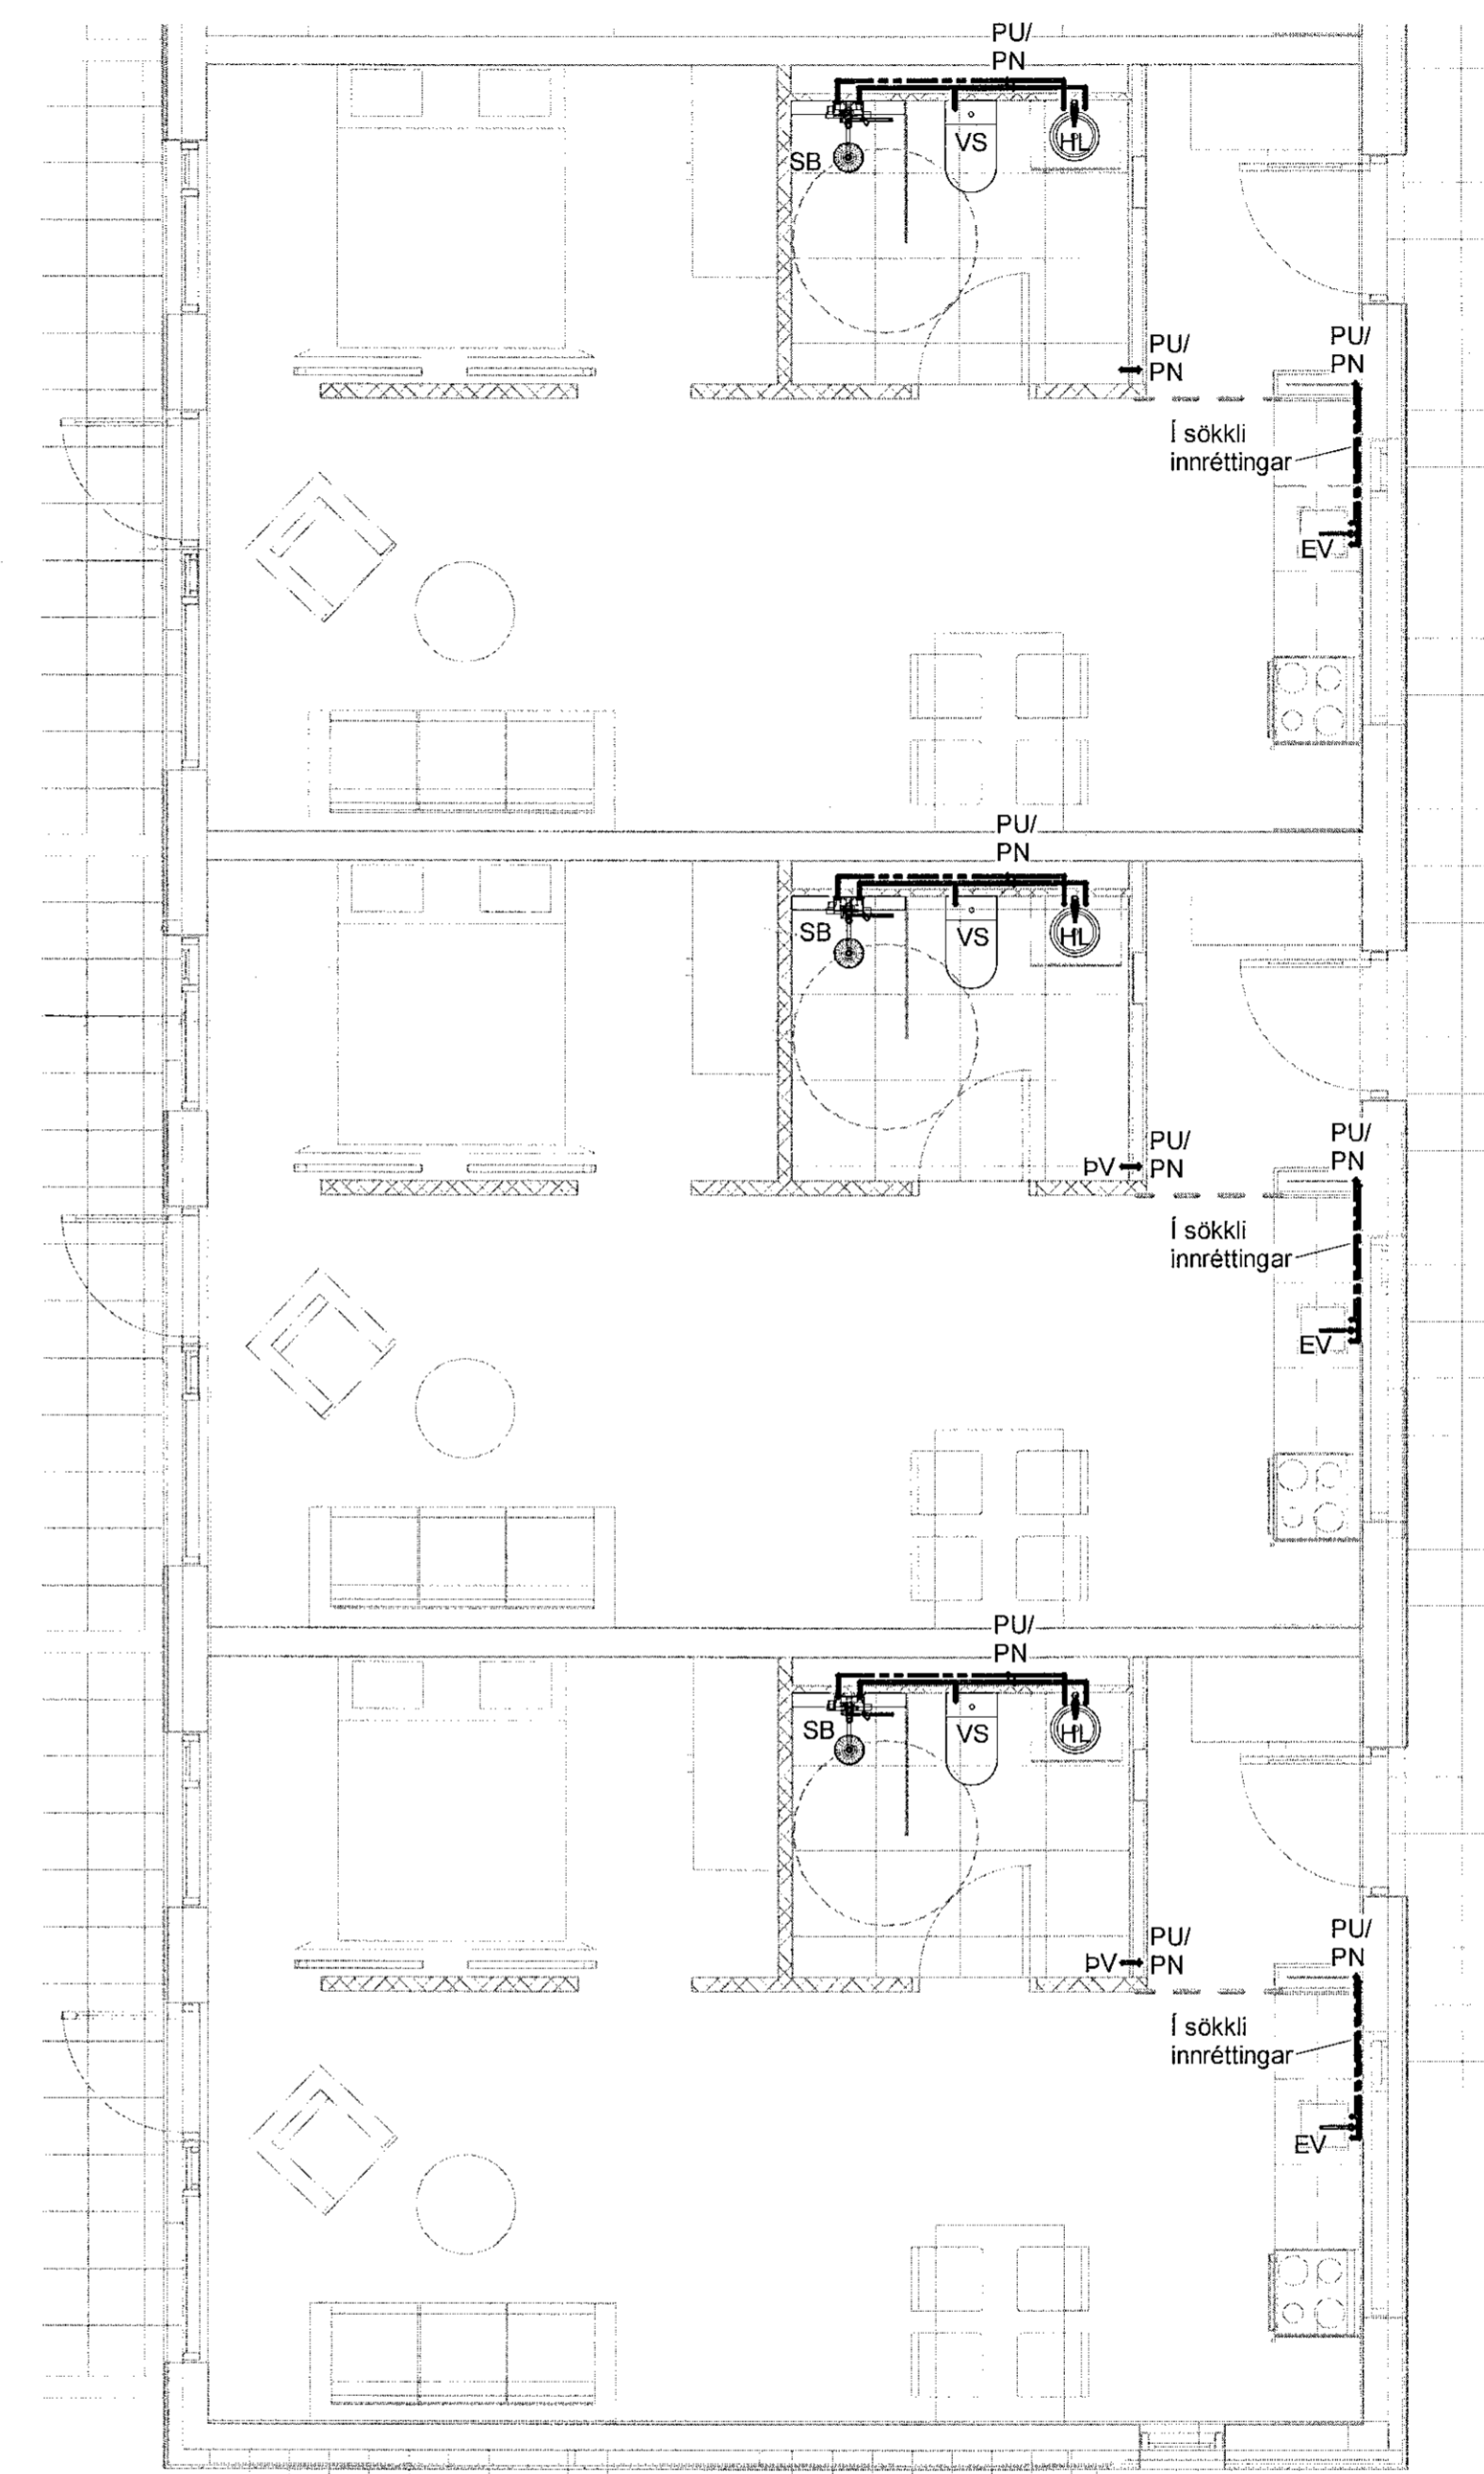 PU/
PN
SB
VS
HL
PU/
PN
PU/
PN
Í sökkli
innréttingar
EV
PU/
PN
SB
VS
HL
PU/
ÞV
PN
PU/
PN
Í sökkli
innréttingar
EV
PU/
PN
SB
VS
HL
PU/
ÞV
PN
PU/
PN
Í sökkli
innréttingar
EV